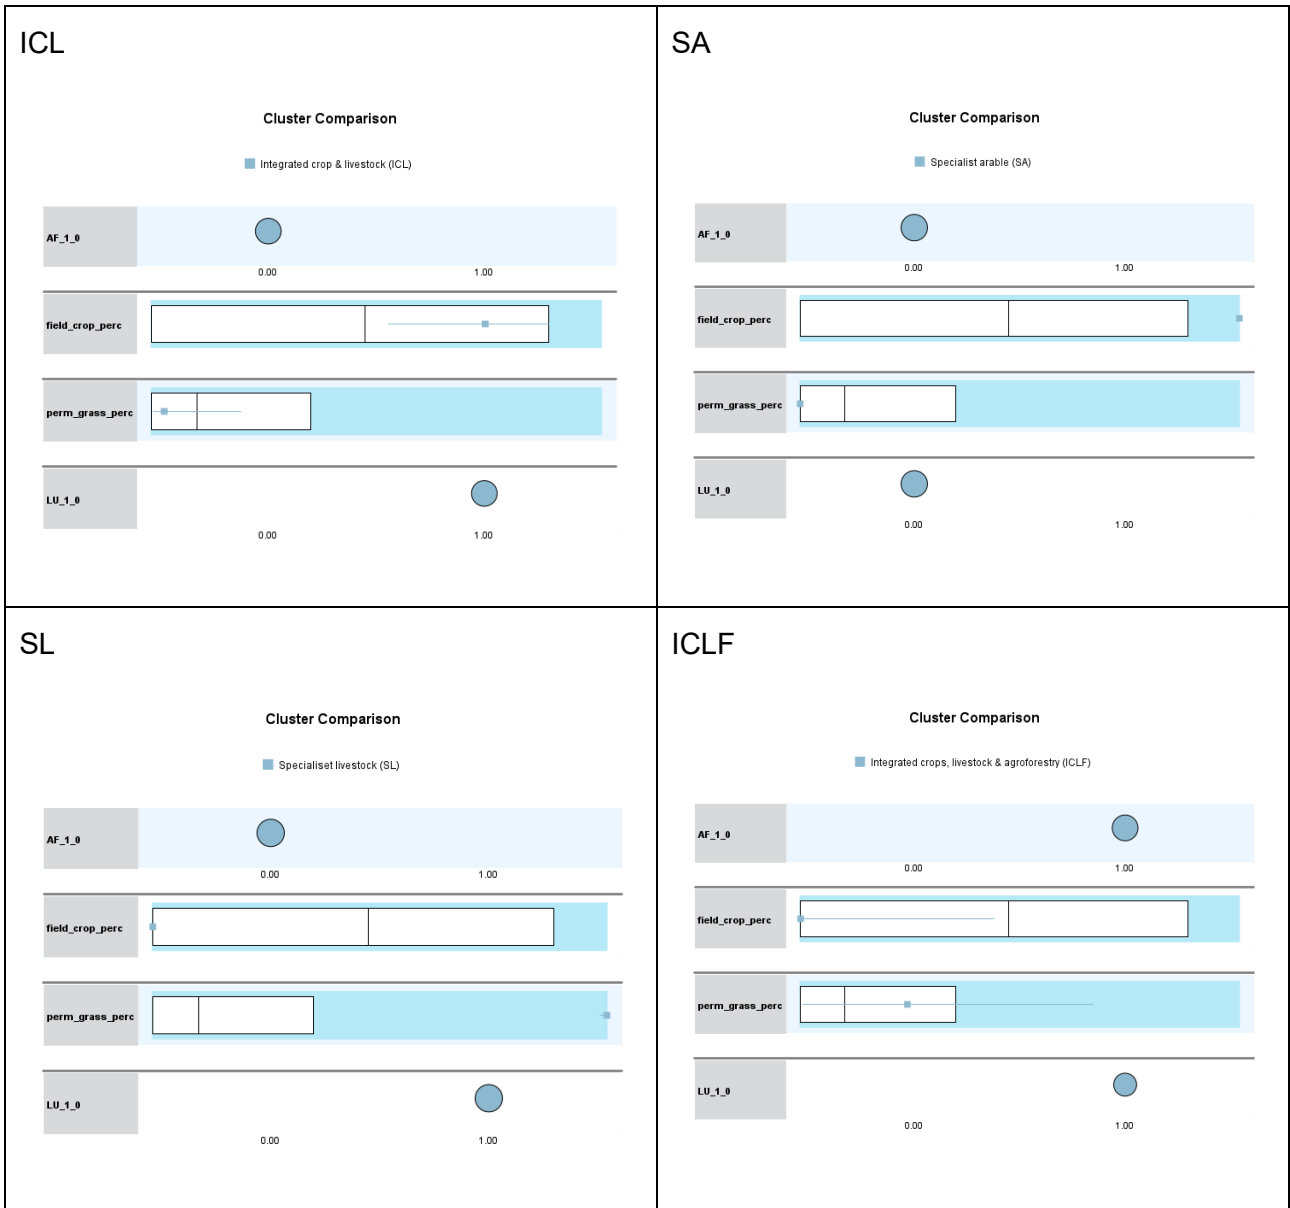 ICL
Cluster Comparison
Integrated crop & livestock (ICL)
AF_1_0
0.00 1.00
field_crop_perc
perm_grass_perc
LU_1_0
0.00 1.00
SA
Cluster Comparison
Specialist arable (SA)
AF_1_0
0.00 1.00
field_crop_perc
perm_grass_perc
LU_1_0
0.00 1.00
SL
Cluster Comparison
Specialiset livestock (SL)
AF_1_0
0.00 1.00
field_crop_perc
perm_grass_perc
LU_1_0
0.00 1.00
ICLF
Cluster Comparison
Integrated crops, livestock & agroforestry (ICLF)
AF_1_0
0.00 1.00
field_crop_perc
perm_grass_perc
LU_1_0
0.00 1.00